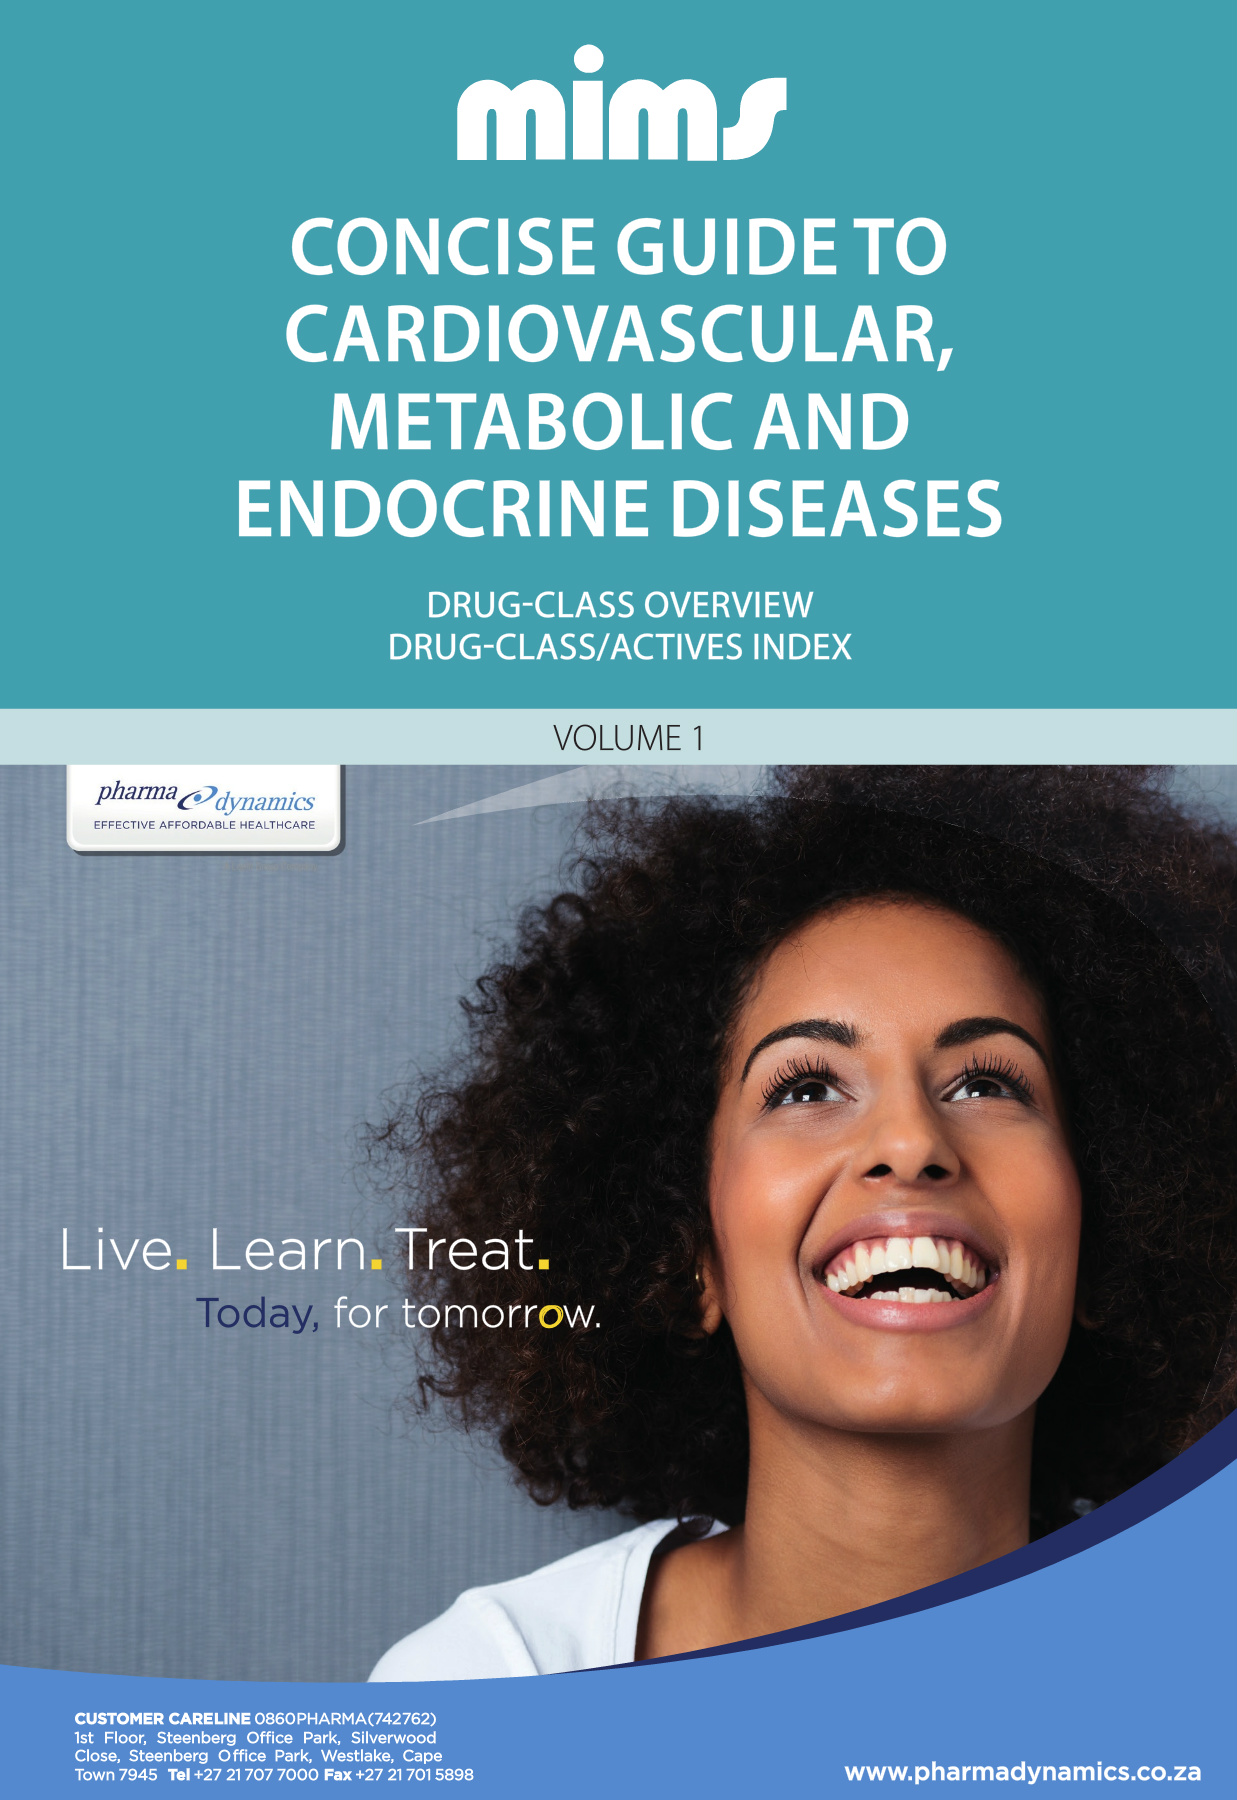 mims
CONCISE GUIDE TO
CARDIOVASCULAR,
METABOLIC AND
ENDOCRINE DISEASES
DRUG-CLASS OVERVIEW
DRUG-CLASS/ACTIVES INDEX
VOLUME 1
pharma dynamics
EFFECTIVE AFFORDABLE HEALTHCARE
Live. Learn. Treat.
Today, for tomorrow.
CUSTOMER CARELINE 0860PHARMA(742762)
1st Floor, Steenberg Office Park, Silverwood
Close, Steenberg Office Park, Westlake, Cape
Town 7945 Tel +27 21 707 7000 Fax +27 21 701 5898
www.pharmadynamics.co.za